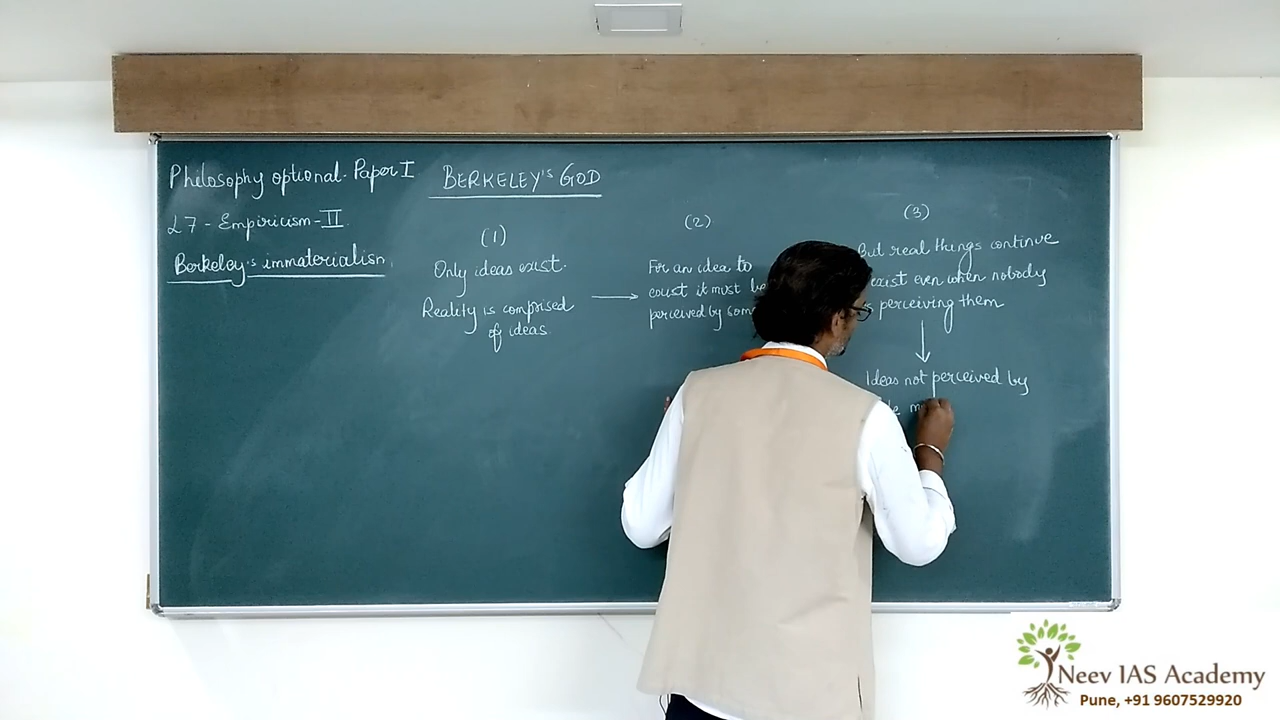 Philosophy optional. Paper I
L7 - Empiricism - II
Berkeley's immaterialism
BERKELEY'S GOD
(1)
Only ideas exist.
Reality is comprised
of ideas.
(2)
For an idea to
exist it must be
perceived by
(3)
But real things continue
exist even when nobody
perceiving them
Ideas not perceived by
Neev IAS Academy
Pune, +91 9607529920